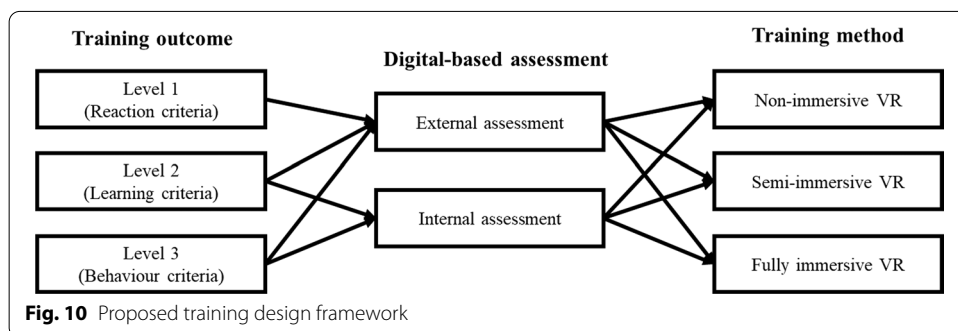 Training outcome
Level 1
(Reaction criteria)
Level 2
(Learning criteria)
Level 3
(Behaviour criteria)
Digital-based assessment
External assessment
Internal assessment
Training method
Non-immersive VR
Semi-immersive VR
Fully immersive VR
Fig. 10 Proposed training design framework